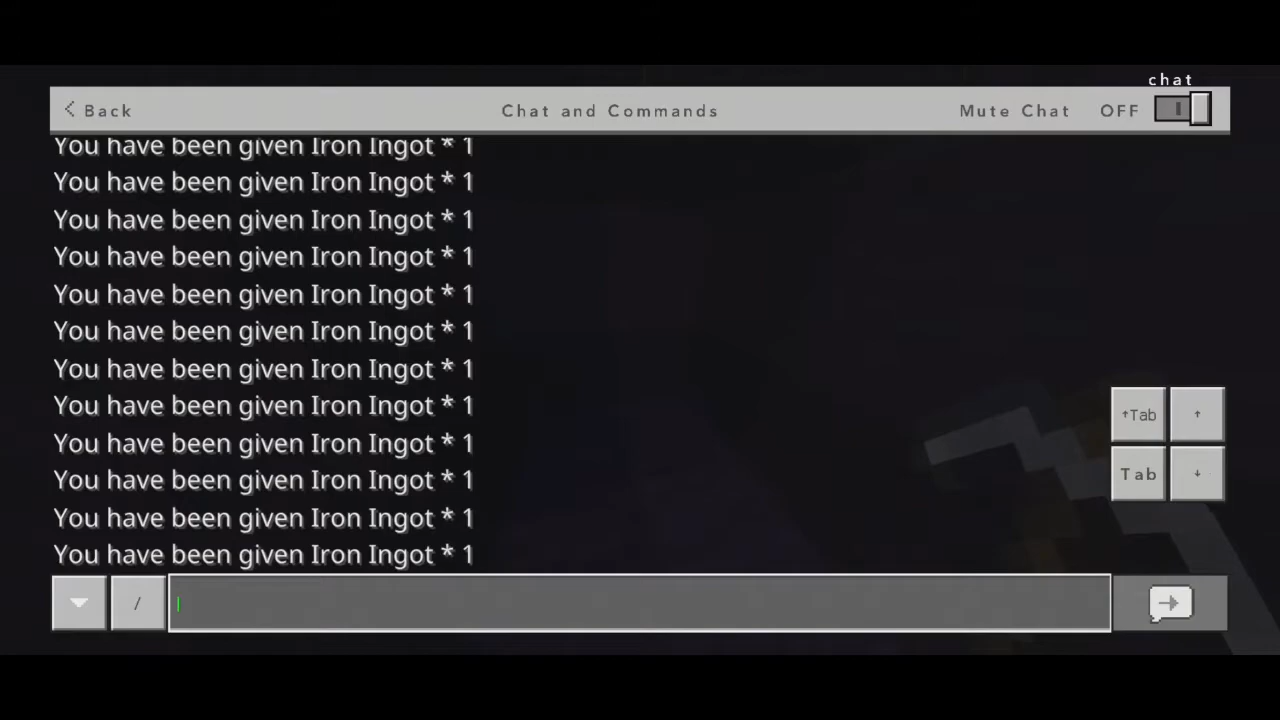 chat
Back
Chat and Commands
Mute Chat OFF
You have been given Iron Ingot * 1
You have been given Iron Ingot * 1
You have been given Iron Ingot * 1
You have been given Iron Ingot * 1
You have been given Iron Ingot * 1
You have been given Iron Ingot * 1
You have been given Iron Ingot * 1
You have been given Iron Ingot * 1
You have been given Iron Ingot * 1
You have been given Iron Ingot * 1
You have been given Iron Ingot * 1
You have been given Iron Ingot * 1
↑Tab
↑
Tab
↓
/